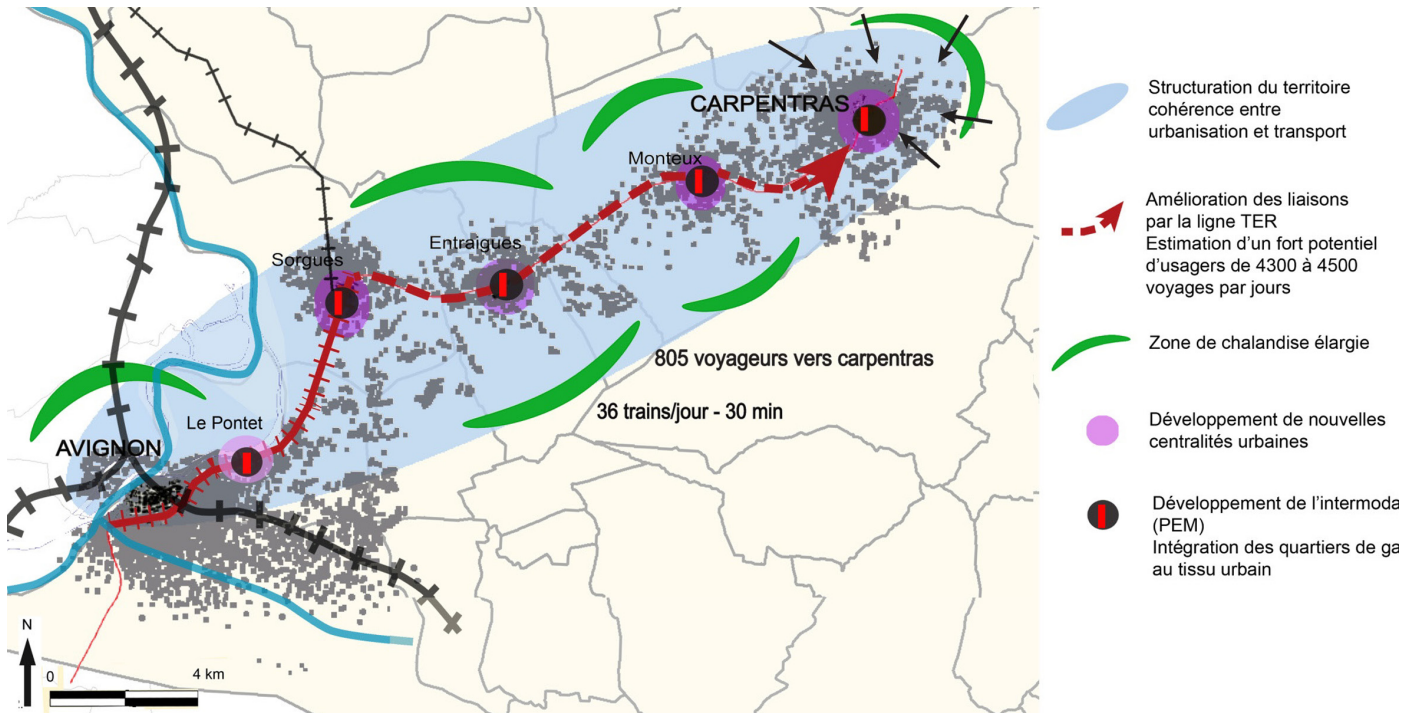 CARPENTRAS
Monteux
Entraigues
Sorgues
805 voyageurs vers carpentras
36 trains/jour - 30 min
Le Pontet
AVIGNON
N
0
4 km
Structuration du territoire
cohérence entre
urbanisation et transport
Amélioration des liaisons
par la ligne TER
Estimation d'un fort potentiel
d'usagers de 4300 à 4500
voyages par jours
Zone de chalandise élargie
Développement de nouvelles
centralités urbaines
Développement de l'intermoda
(PEM)
Intégration des quartiers de ga
au tissu urbain